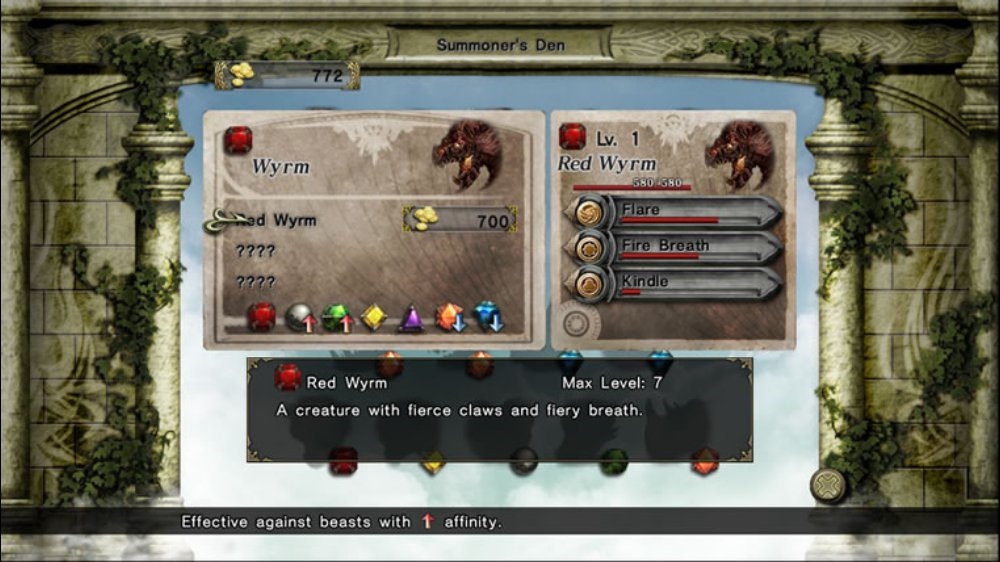 Summoner's Den
772
Wyrm
Red Wyrm
700
????
????
Lv. 1
Red Wyrm
580/580
Flare
Fire Breath
Kindle
Red Wyrm
Max Level: 7
A creature with fierce claws and fiery breath.
Effective against beasts with ↑ affinity.